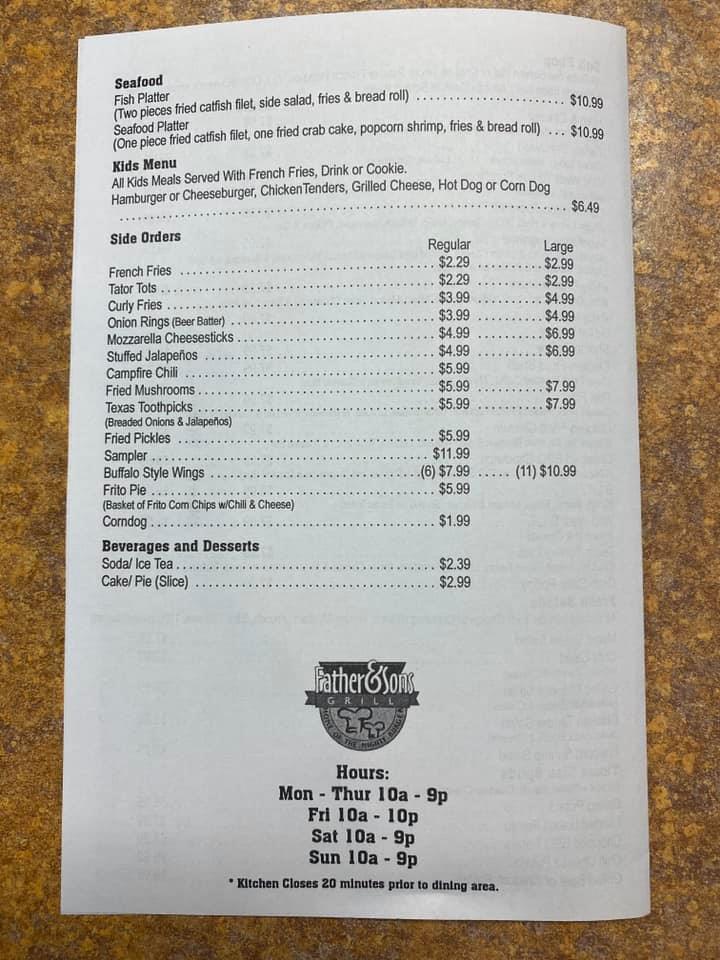 Seafood
Fish Platter
(Two pieces fried catfish filet, side salad, fries & bread roll) ........................ $10.99
Seafood Platter
(One piece fried catfish filet, one fried crab cake, popcorn shrimp, fries & bread roll) ... $10.99
Kids Menu
All Kids Meals Served With French Fries, Drink or Cookie.
Hamburger or Cheeseburger, ChickenTenders, Grilled Cheese, Hot Dog or Corn Dog
........................ $6.49
Side Orders
Regular Large
French Fries ........................ $2.29 .......... $2.99
Tator Tots ........................ $2.29 .......... $2.99
Curly Fries ........................ $3.99 .......... $4.99
Onion Rings (Beer Batter) ........................ $3.99 .......... $4.99
Mozzarella Cheesesticks ........................ $4.99 .......... $6.99
Stuffed Jalapeños ........................ $4.99 .......... $6.99
Campfire Chili ........................ $5.99
Fried Mushrooms ........................ $5.99 .......... $7.99
Texas Toothpicks ........................ $5.99 .......... $7.99
(Breaded Onions & Jalapeños)
Fried Pickles ........................ $5.99
Sampler ........................ $11.99
Buffalo Style Wings ........................ (6) $7.99 ..... (11) $10.99
Frito Pie ........................ $5.99
(Basket of Frito Corn Chips w/Chili & Cheese)
Corndog ........................ $1.99
Beverages and Desserts
Soda/ Ice Tea ........................ $2.39
Cake/ Pie (Slice) ........................ $2.99
Father & Sons
GRILL
HOME OF THE MIGHTY BURGER
Hours:
Mon - Thur 10a - 9p
Fri 10a - 10p
Sat 10a - 9p
Sun 10a - 9p
* Kitchen Closes 20 minutes prior to dining area.